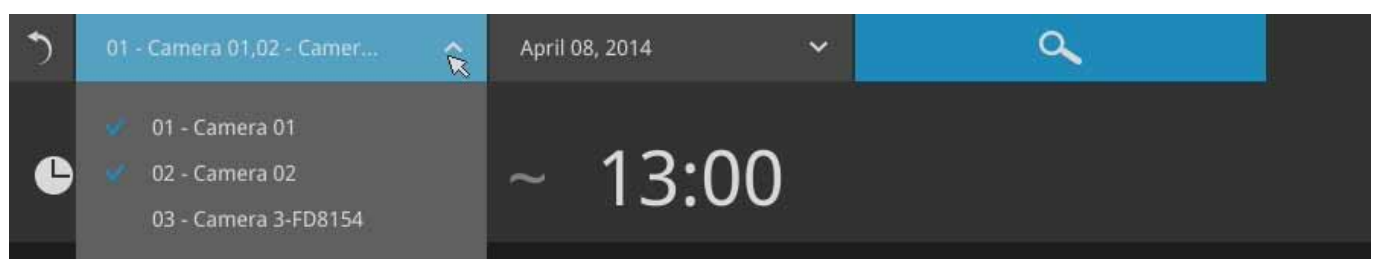 01 - Camera 01,02 - Camer...
April 08, 2014
01 - Camera 01
02 - Camera 02
~ 13:00
03 - Camera 3-FD8154